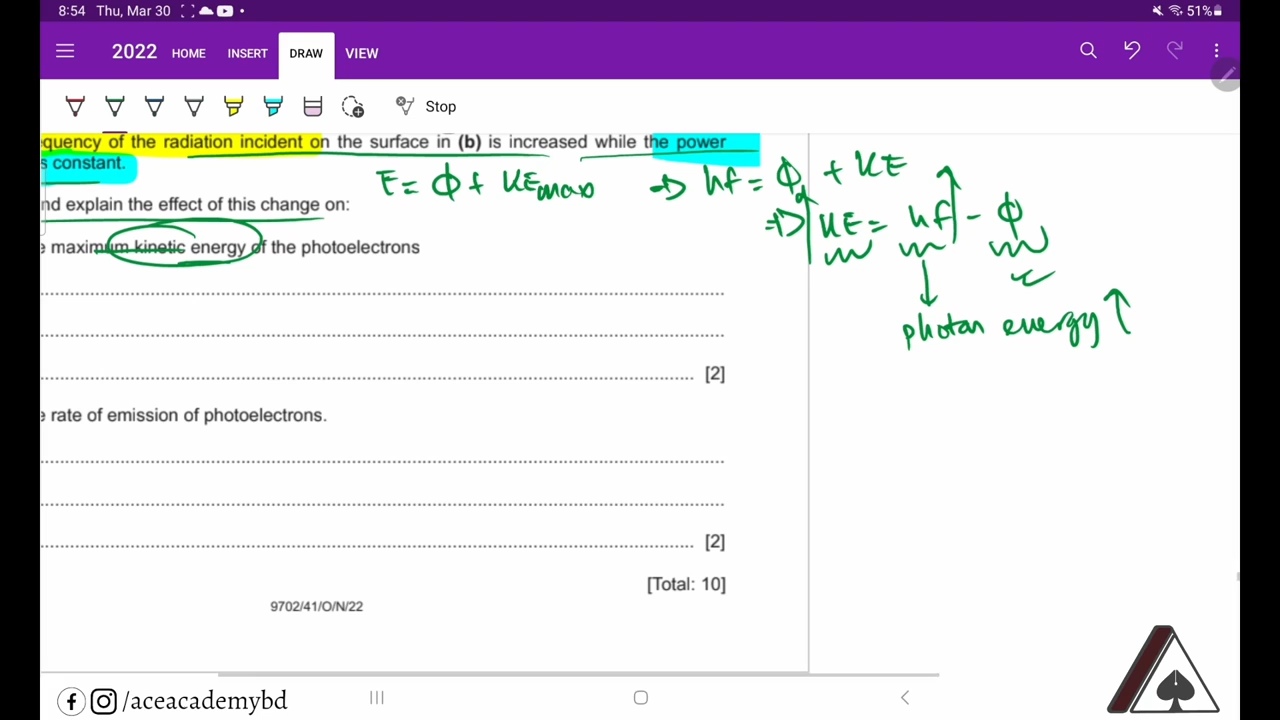 8:54 Thu, Mar 30 51%
2022 HOME INSERT DRAW VIEW
Stop
equency of the radiation incident on the surface in (b) is increased while the power
s constant.
E = ϕ + KEmax ⇒ hf = ϕ + KE
nd explain the effect of this change on:
⇒ KE = hf - ϕ
e maximum kinetic energy of the photoelectrons
photon energy ↑
[2]
e rate of emission of photoelectrons.
[2]
[Total: 10]
9702/41/O/N/22
/aceacademybd